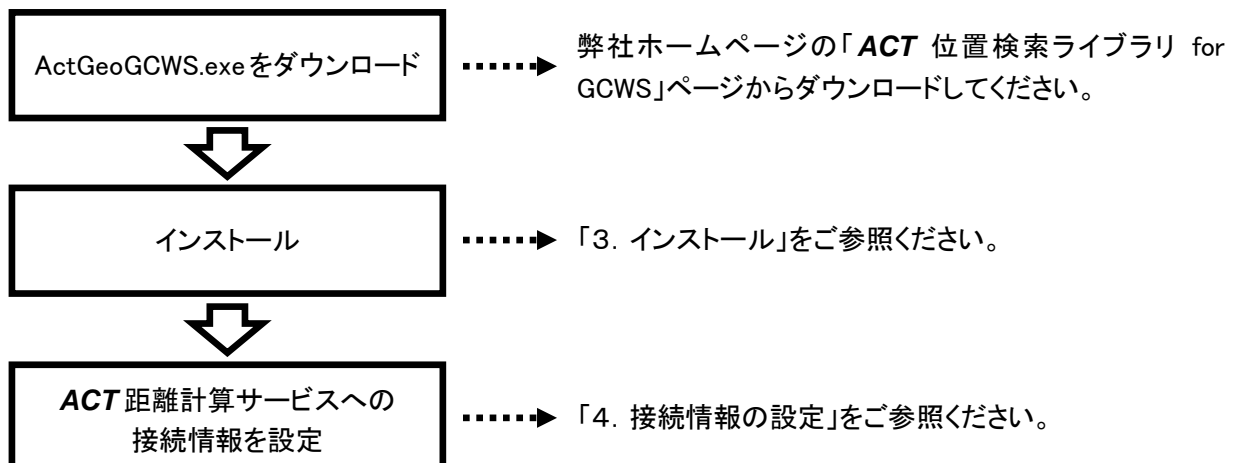 ActGeoGCWS.exeをダウンロード
弊社ホームページの「ACT 位置検索ライブラリ for
GCWS」ページからダウンロードしてください。
インストール
「3. インストール」をご参照ください。
ACT距離計算サービスへの
接続情報を設定
「4. 接続情報の設定」をご参照ください。